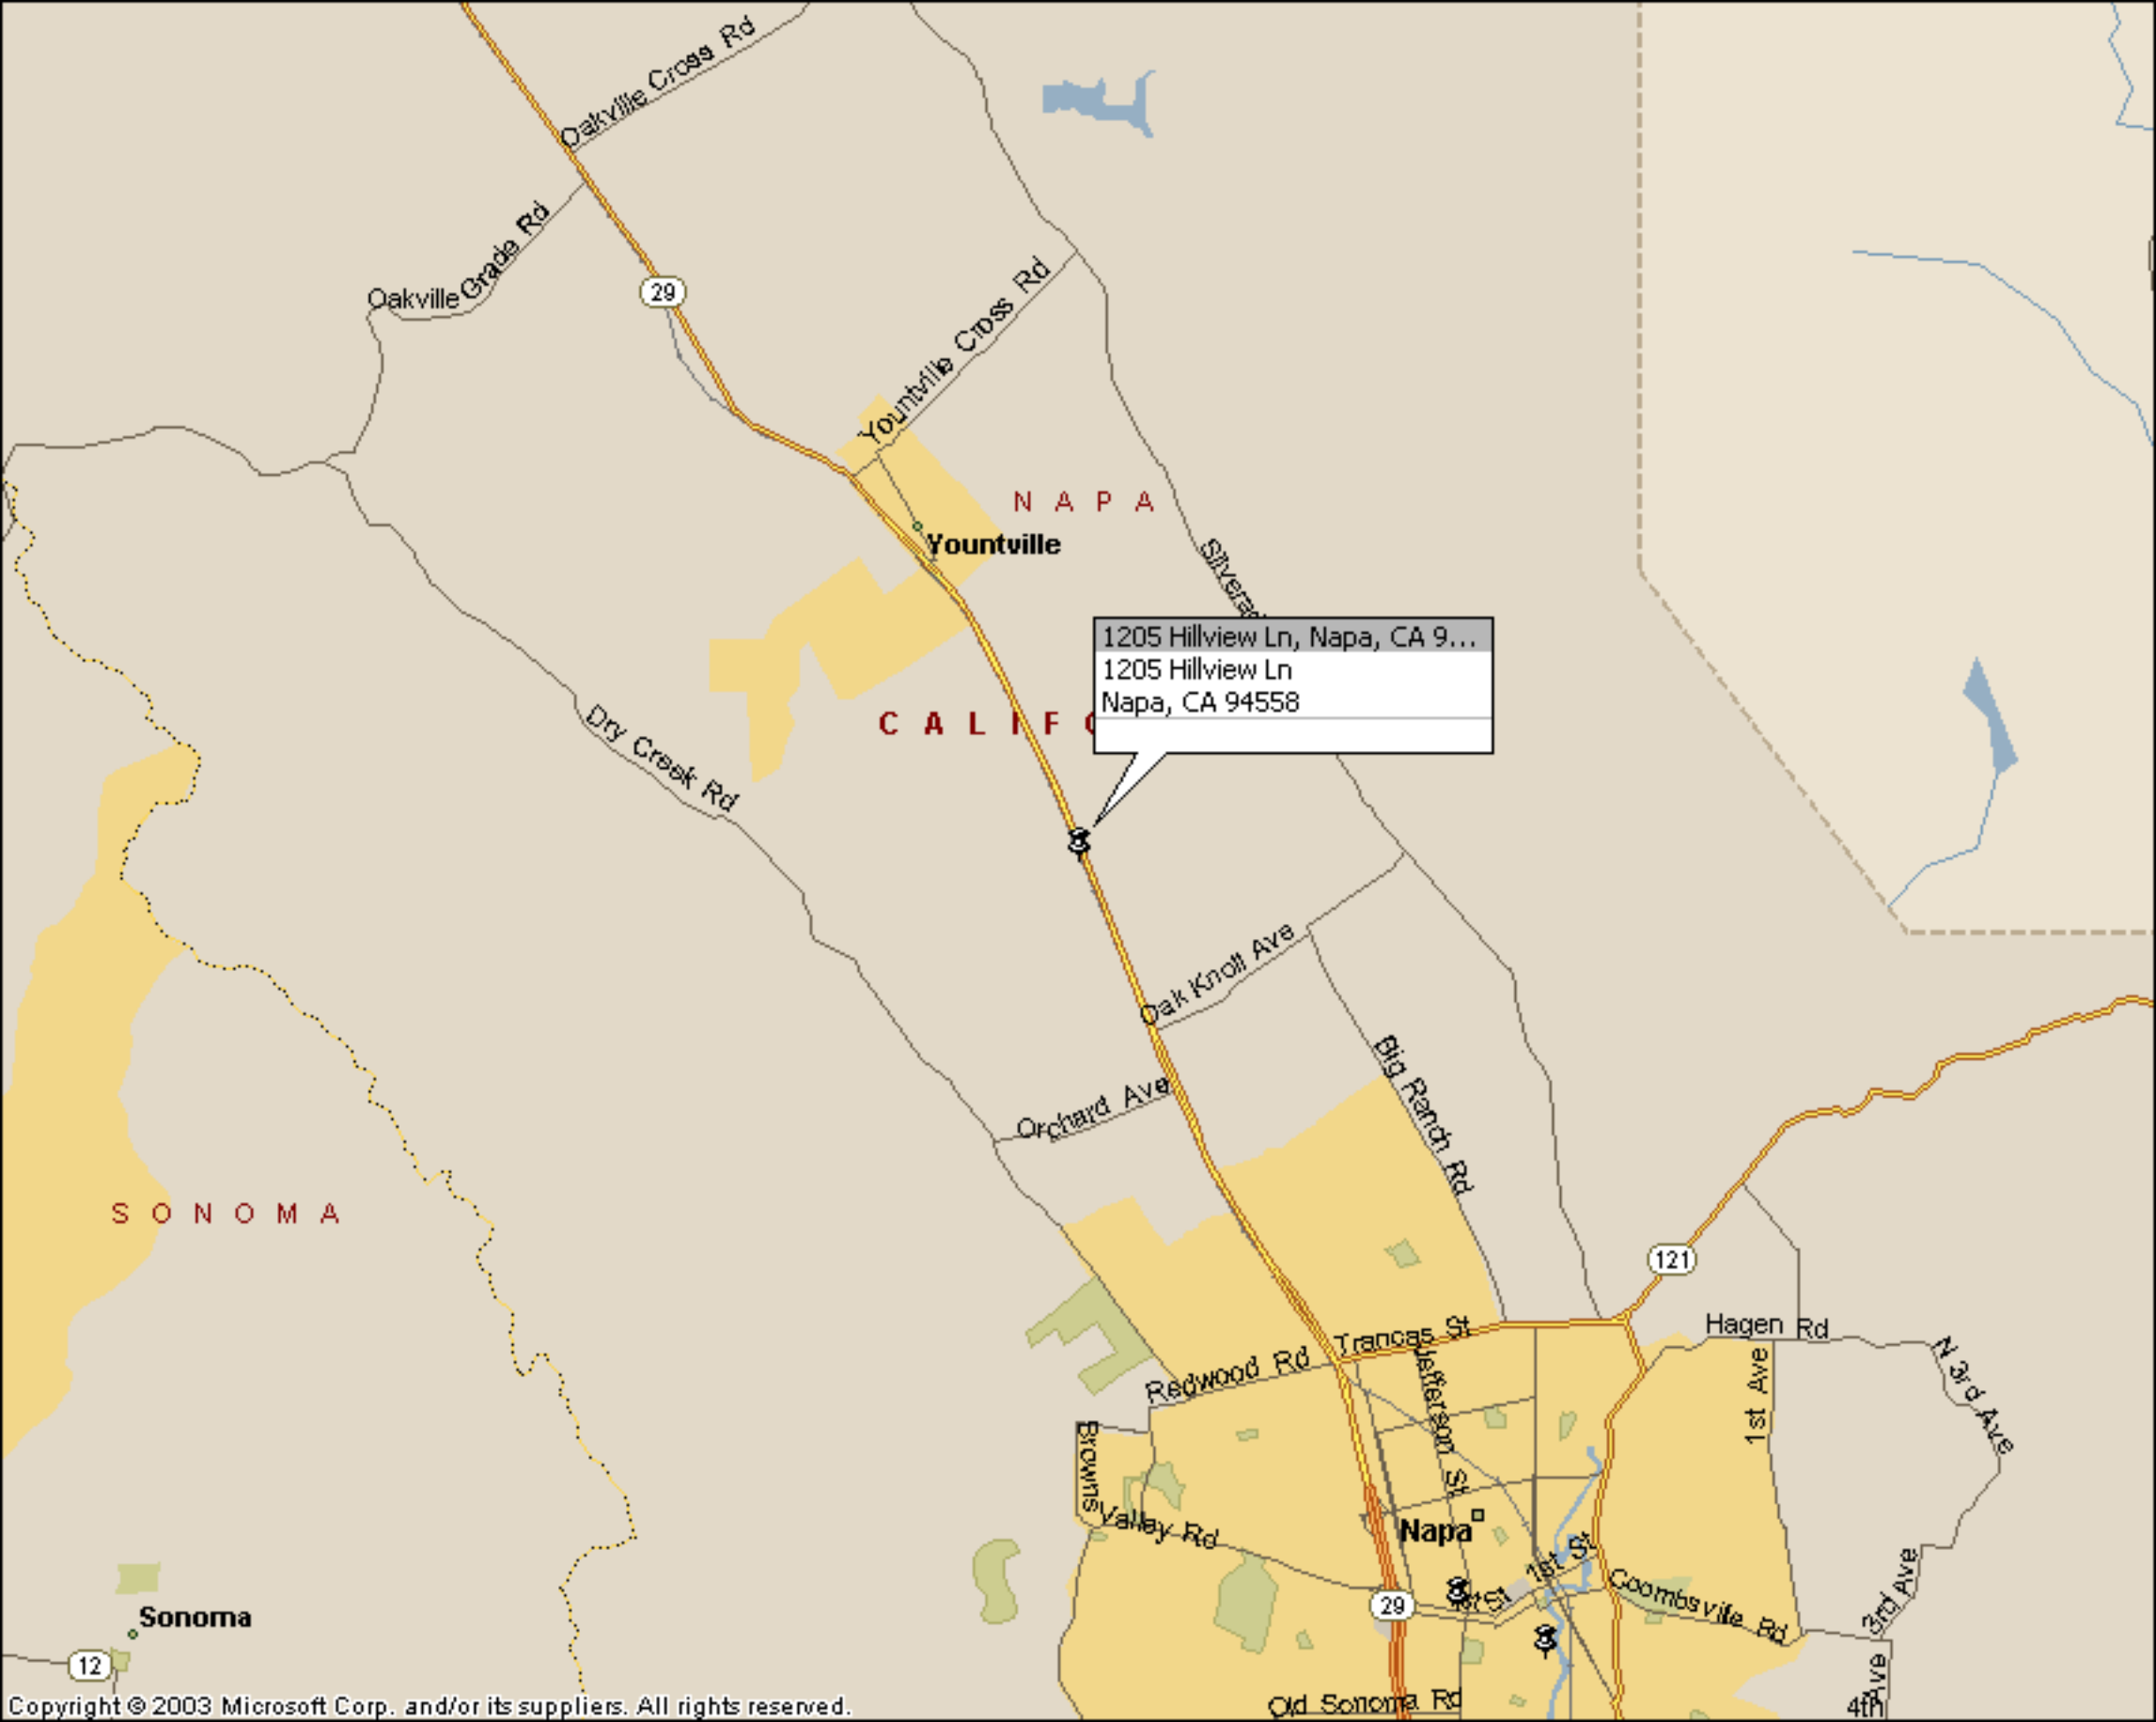 Oakville Cross Rd
Oakville Grade Rd
29
Yountville Cross Rd
NAPA
Yountville
1205 Hillview Ln, Napa, CA 9...
1205 Hillview Ln
Napa, CA 94558
Dry Creek Rd
Oak Knoll Ave
Big Ranch Rd
Orchard Ave
SONOMA
121
Hagen Rd
Trancas St
Redwood Rd
Jefferson St
1st Ave
N 3rd Ave
Browns Valley Rd
Napa
1st St
1st St
29
Coombsville Rd
3rd Ave
Sonoma
12
Old Sonoma Rd
4th Ave
Copyright © 2003 Microsoft Corp. and/or its suppliers. All rights reserved.